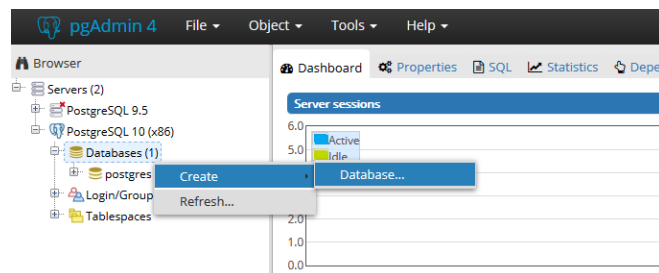 pgAdmin 4 File Object Tools Help
Browser
Dashboard Properties SQL Statistics Depe
Servers (2)
PostgreSQL 9.5
PostgreSQL 10 (x86)
Databases (1)
postgres
Login/Group
Tablespaces
Create
Refresh...
Database...
Server sessions
6.0
5.0
Active
Idle
2.0
1.0
0.0